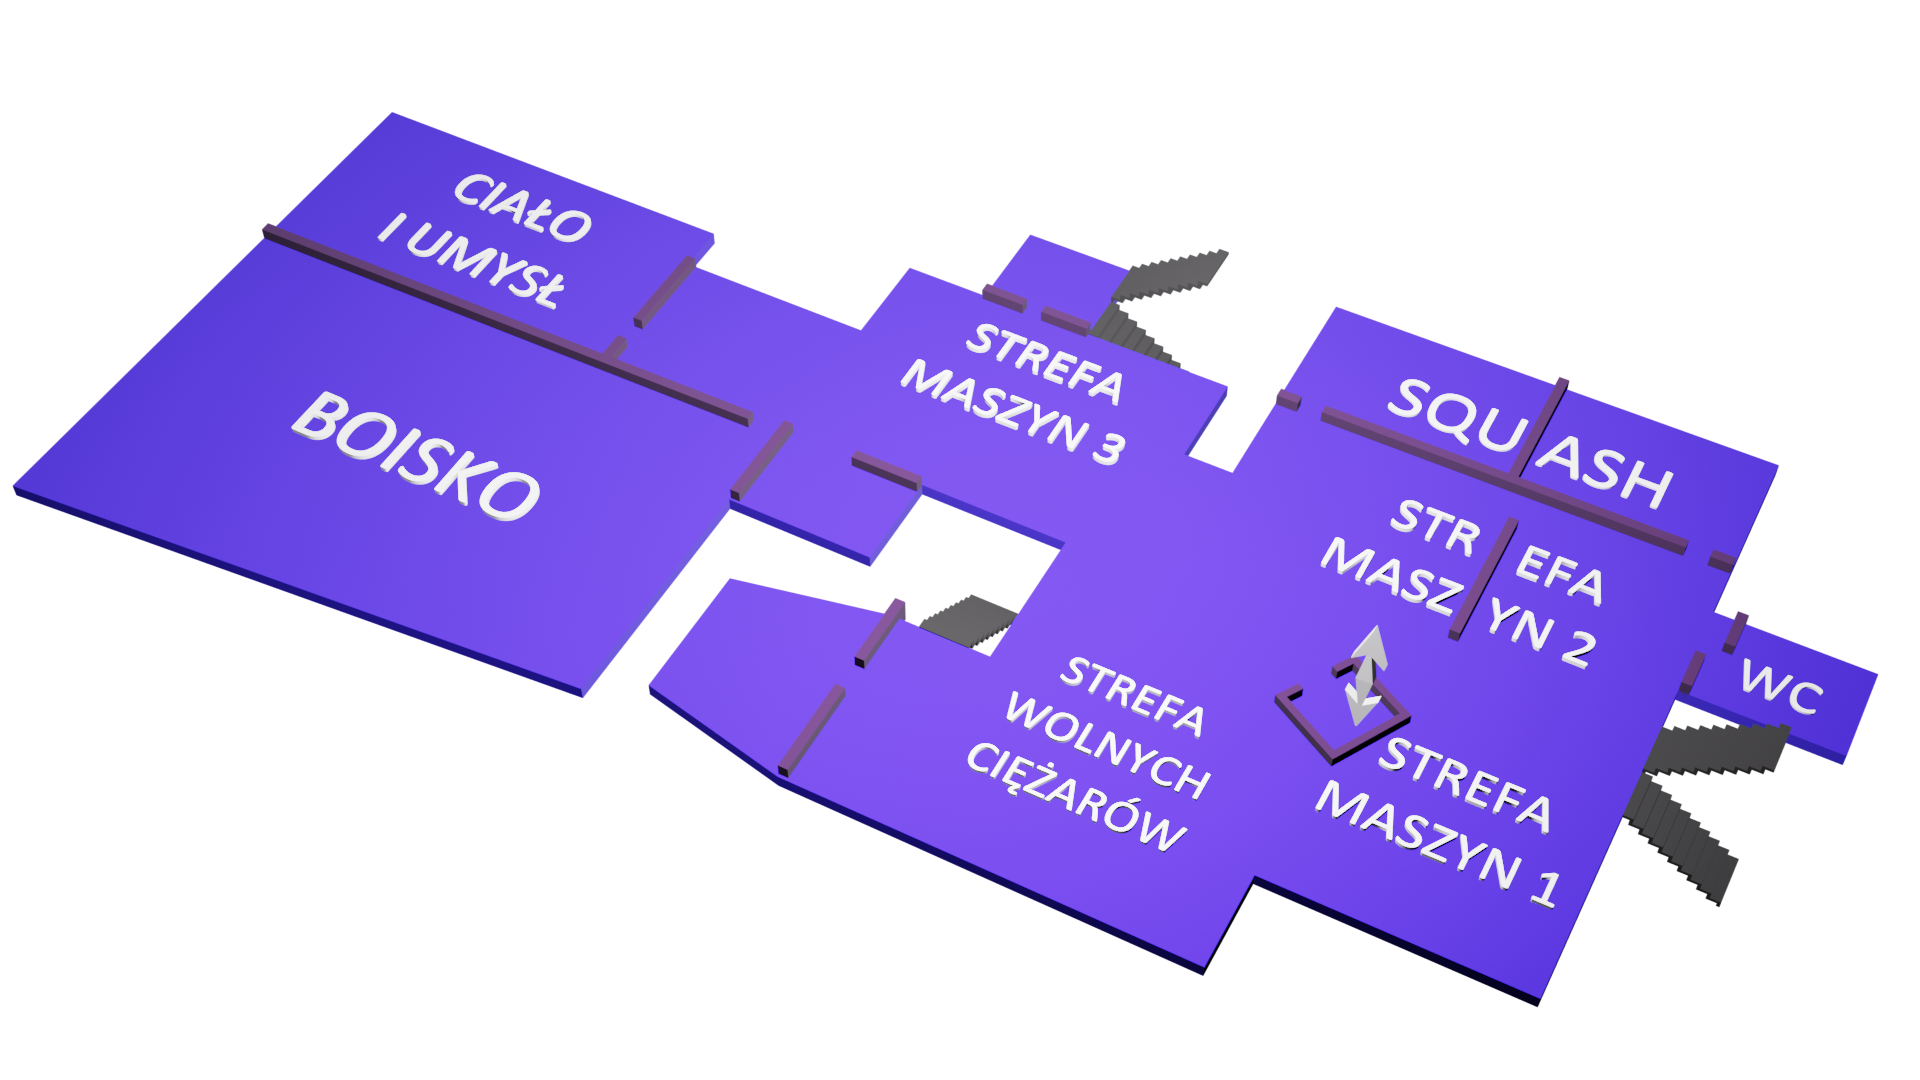 CIAŁO
I UMYSŁ
BOISKO
STREFA
MASZYN 3
SQUASH
STREFA
MASZYN 2
WC
STREFA
WOLNYCH
CIĘŻARÓW
STREFA
MASZYN 1